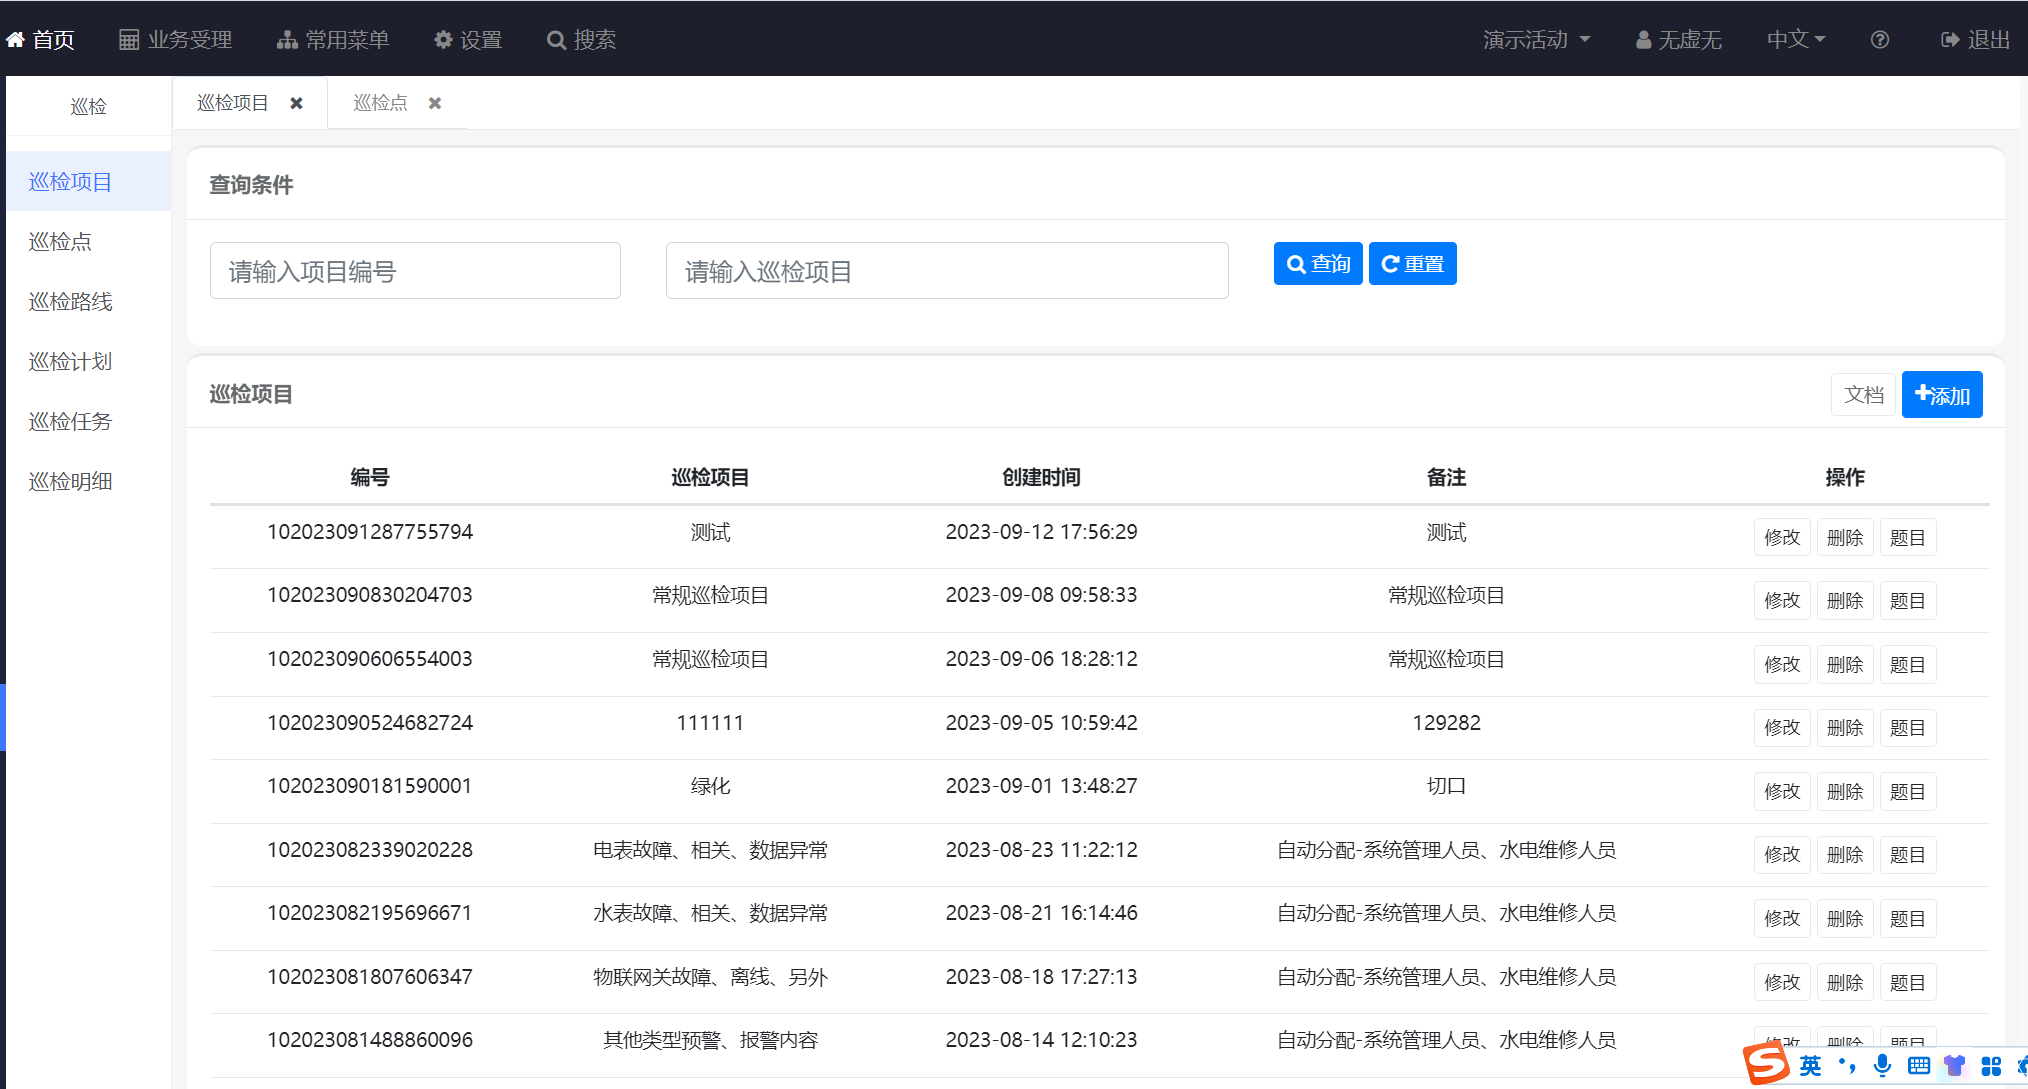 首页 业务受理 常用菜单 设置 搜索 演示活动 无虚无 中文 退出
巡检 巡检项目 巡检点
巡检项目
巡检点
巡检路线
巡检计划
巡检任务
巡检明细
查询条件
请输入项目编号 请输入巡检项目 查询 重置
巡检项目 文档 添加
编号 巡检项目 创建时间 备注 操作
102023091287755794 测试 2023-09-12 17:56:29 测试 修改 删除 题目
102023090830204703 常规巡检项目 2023-09-08 09:58:33 常规巡检项目 修改 删除 题目
102023090606554003 常规巡检项目 2023-09-06 18:28:12 常规巡检项目 修改 删除 题目
102023090524682724 111111 2023-09-05 10:59:42 129282 修改 删除 题目
102023090181590001 绿化 2023-09-01 13:48:27 切口 修改 删除 题目
102023082339020228 电表故障、相关、数据异常 2023-08-23 11:22:12 自动分配-系统管理人员、水电维修人员 修改 删除 题目
102023082195696671 水表故障、相关、数据异常 2023-08-21 16:14:46 自动分配-系统管理人员、水电维修人员 修改 删除 题目
102023081807606347 物联网关故障、离线、另外 2023-08-18 17:27:13 自动分配-系统管理人员、水电维修人员 修改 删除 题目
102023081488860096 其他类型预警、报警内容 2023-08-14 12:10:23 自动分配-系统管理人员、水电维修人员
英